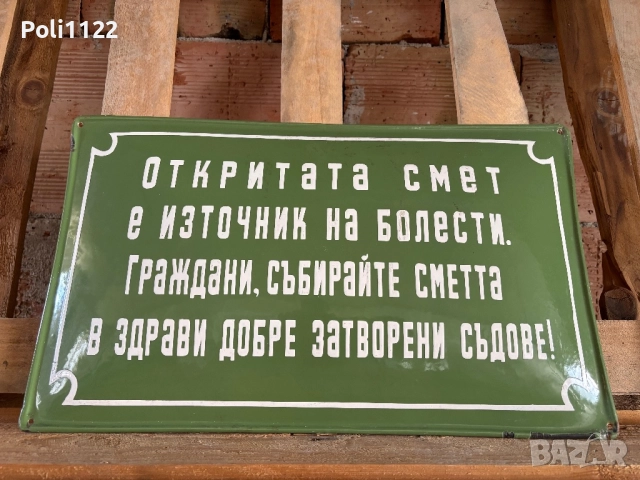 Poli1122
Откритата смет
е източник на болести.
Граждани, събирайте сметта
в здрави добре затворени съдове!
BAZAR